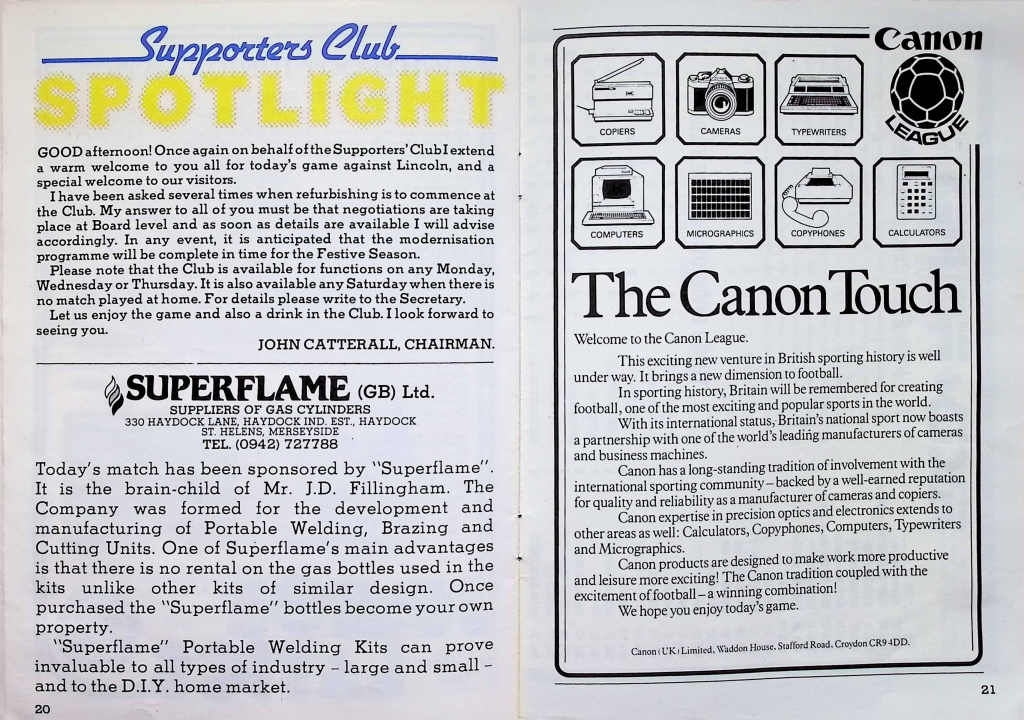 Supporters Club
SPOTLIGHT
GOOD afternoon! Once again on behalf of the Supporters' Club I extend
a warm welcome to you all for today's game against Lincoln, and a
special welcome to our visitors.
I have been asked several times when refurbishing is to commence at
the Club. My answer to all of you must be that negotiations are taking
place at Board level and as soon as details are available I will advise
accordingly. In any event, it is anticipated that the modernisation
programme will be complete in time for the Festive Season.
Please note that the Club is available for functions on any Monday,
Wednesday or Thursday. It is also available any Saturday when there is
no match played at home. For details please write to the Secretary.
Let us enjoy the game and also a drink in the Club. I look forward to
seeing you.
JOHN CATTERALL, CHAIRMAN.
SUPERFLAME (GB) Ltd.
SUPPLIERS OF GAS CYLINDERS
330 HAYDOCK LANE, HAYDOCK IND. EST., HAYDOCK
ST. HELENS, MERSEYSIDE
TEL. (0942) 727788
Today's match has been sponsored by "Superflame".
It is the brain-child of Mr. J.D. Fillingham. The
Company was formed for the development and
manufacturing of Portable Welding, Brazing and
Cutting Units. One of Superflame's main advantages
is that there is no rental on the gas bottles used in the
kits unlike other kits of similar design. Once
purchased the "Superflame" bottles become your own
property.
"Superflame" Portable Welding Kits can prove
invaluable to all types of industry – large and small –
and to the D.I.Y. home market.
20
Canon
LEAGUE
COPIERS
CAMERAS
TYPEWRITERS
COMPUTERS
MICROGRAPHICS
COPYPHONES
CALCULATORS
The Canon Touch
Welcome to the Canon League.
This exciting new venture in British sporting history is well
under way. It brings a new dimension to football.
In sporting history, Britain will be remembered for creating
football, one of the most exciting and popular sports in the world.
With its international status, Britain's national sport now boasts
a partnership with one of the world's leading manufacturers of cameras
and business machines.
Canon has a long-standing tradition of involvement with the
international sporting community – backed by a well-earned reputation
for quality and reliability as a manufacturer of cameras and copiers.
Canon expertise in precision optics and electronics extends to
other areas as well: Calculators, Copyphones, Computers, Typewriters
and Micrographics.
Canon products are designed to make work more productive
and leisure more exciting! The Canon tradition coupled with the
excitement of football – a winning combination!
We hope you enjoy today's game.
Canon (UK) Limited, Waddon House, Stafford Road, Croydon CR9 4DD.
21